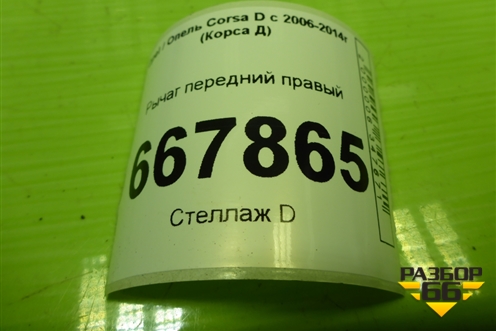 / Опель Corsa D с 2006-2014г
(Корса Д)
Рычаг передний правый
667865
Стеллаж D
РАЗБОР
66